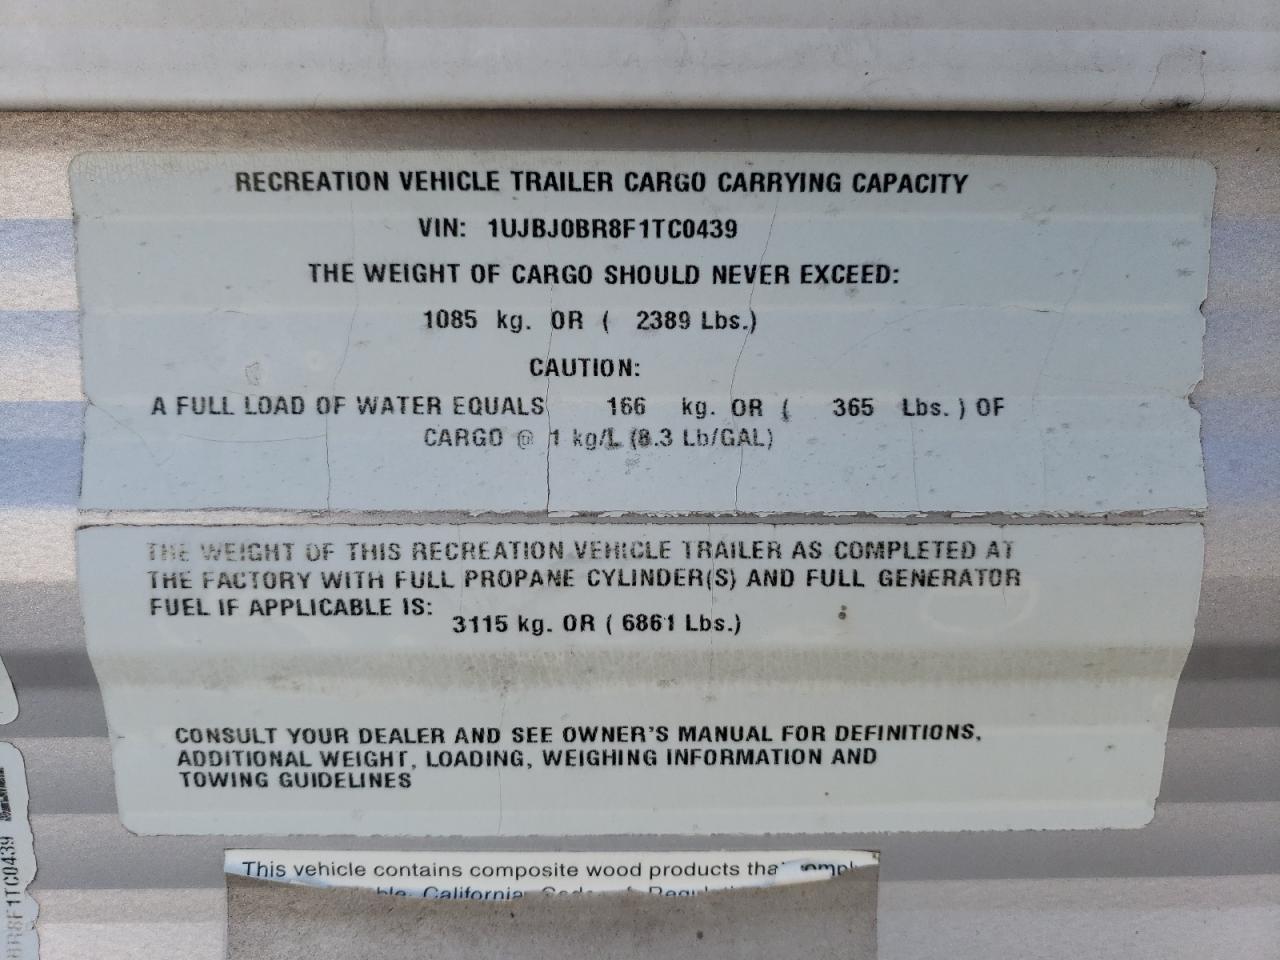 RECREATION VEHICLE TRAILER CARGO CARRYING CAPACITY
VIN: 1UJBJ0BR8F1TC0439
THE WEIGHT OF CARGO SHOULD NEVER EXCEED:
1085 kg. OR ( 2389 Lbs.)
CAUTION:
A FULL LOAD OF WATER EQUALS 166 kg. OR ( 365 Lbs. ) OF
CARGO @ 1 kg/L (8.3 Lb/GAL)
THE WEIGHT OF THIS RECREATION VEHICLE TRAILER AS COMPLETED AT
THE FACTORY WITH FULL PROPANE CYLINDER(S) AND FULL GENERATOR
FUEL IF APPLICABLE IS:
3115 kg. OR ( 6861 Lbs.)
CONSULT YOUR DEALER AND SEE OWNER'S MANUAL FOR DEFINITIONS,
ADDITIONAL WEIGHT, LOADING, WEIGHING INFORMATION AND
TOWING GUIDELINES
This vehicle contains composite wood products
California
BR8F1TC0439